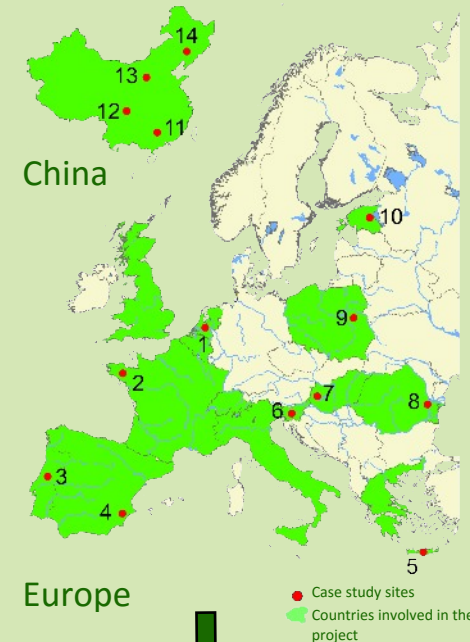 14
13
12
11
China
10
9
1
2
7
8
6
3
4
5
Europe
Case study sites
Countries involved in the
project